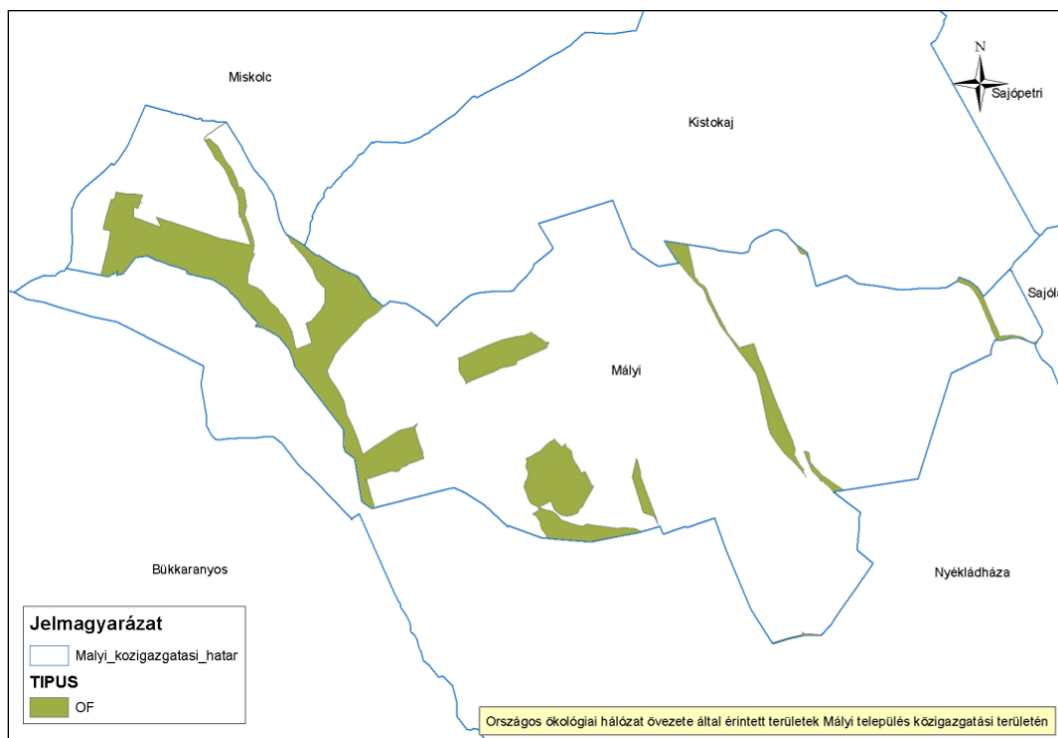 N
Miskolc
Sajópetri
Kistokaj
Sajólá
Mályi
Bükkaranyos
Nyékládháza
Jelmagyarázat
Malyi_kozigazgatasi_hatar
TIPUS
OF
Országos ökológiai hálózat övezete által érintett területek Mályi település közigazgatási területén